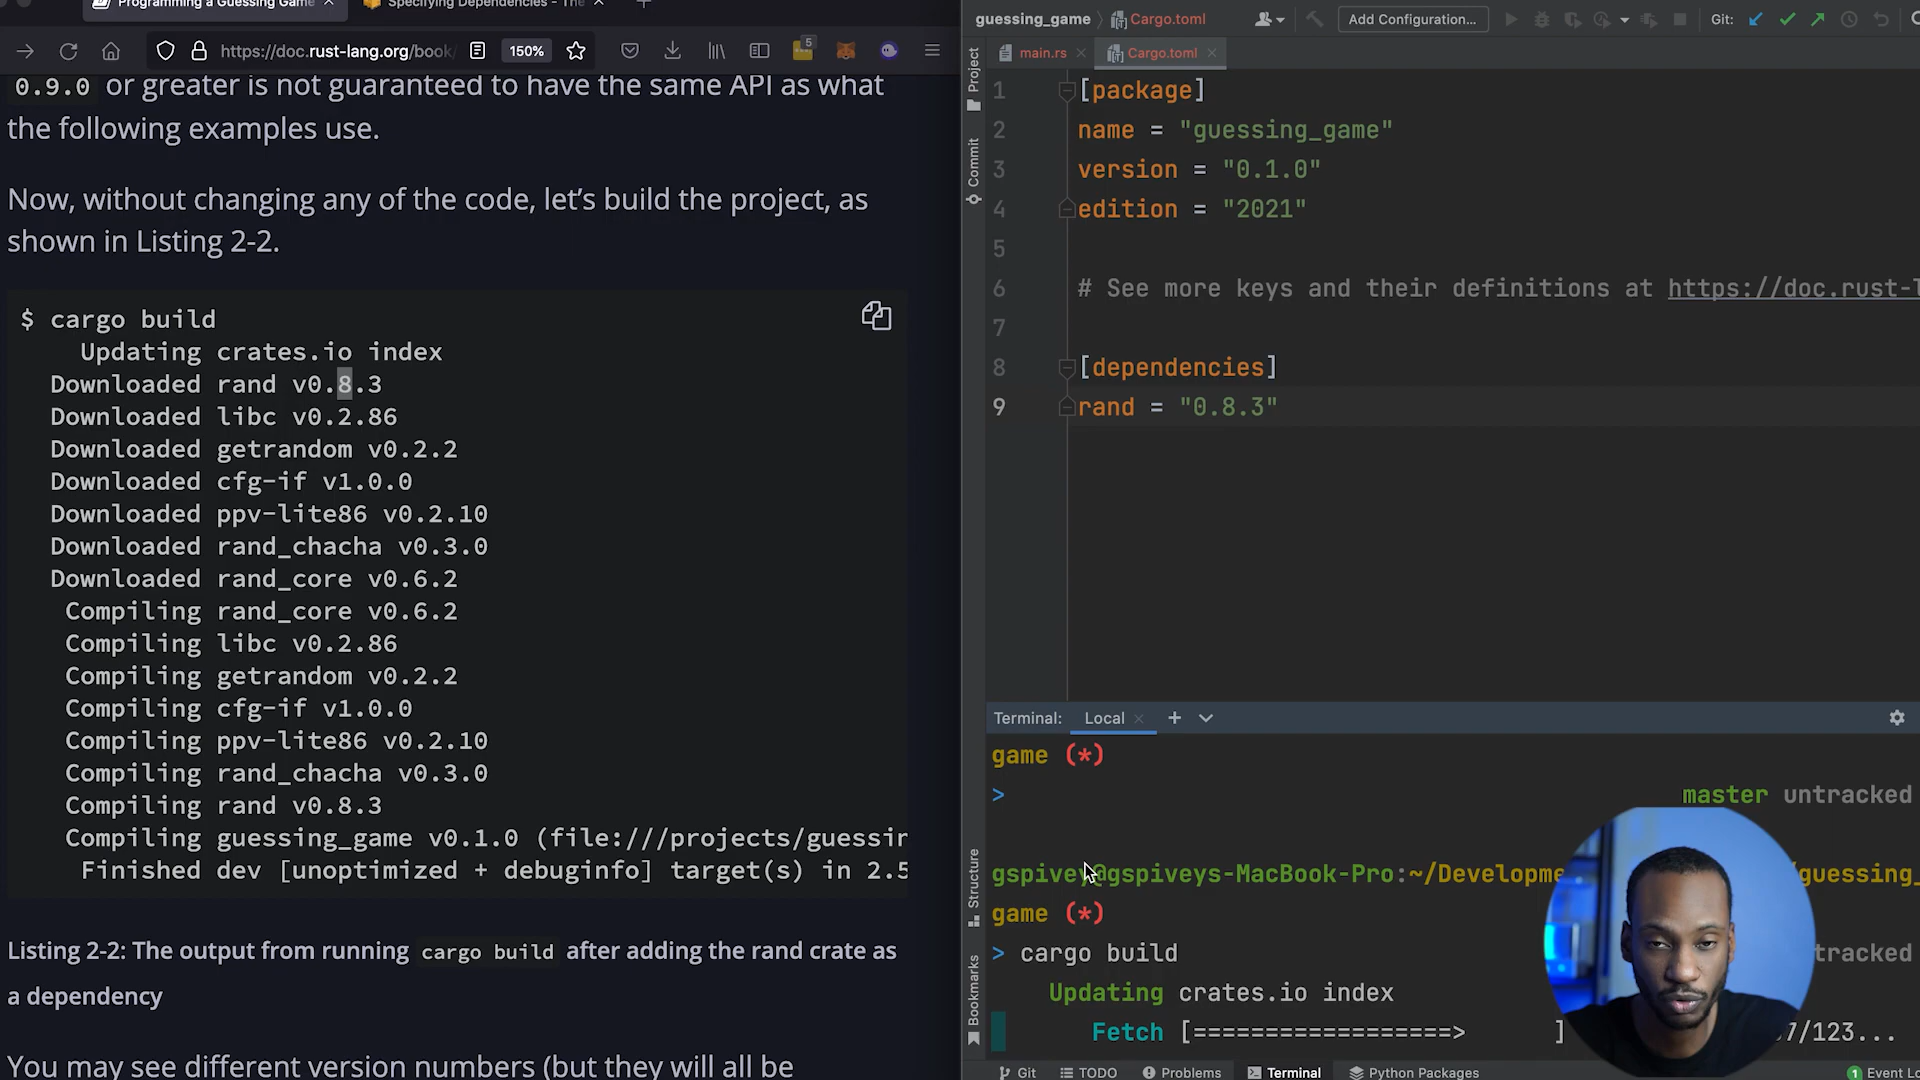 Programming a Guessing Game
Specifying Dependencies - The
https://doc.rust-lang.org/book/
150%
5
0.9.0 or greater is not guaranteed to have the same API as what
the following examples use.
Now, without changing any of the code, let’s build the project, as
shown in Listing 2-2.
$ cargo build
Updating crates.io index
Downloaded rand v0.8.3
Downloaded libc v0.2.86
Downloaded getrandom v0.2.2
Downloaded cfg-if v1.0.0
Downloaded ppv-lite86 v0.2.10
Downloaded rand_chacha v0.3.0
Downloaded rand_core v0.6.2
Compiling rand_core v0.6.2
Compiling libc v0.2.86
Compiling getrandom v0.2.2
Compiling cfg-if v1.0.0
Compiling ppv-lite86 v0.2.10
Compiling rand_chacha v0.3.0
Compiling rand v0.8.3
Compiling guessing_game v0.1.0 (file:///projects/guessin
Finished dev [unoptimized + debuginfo] target(s) in 2.5
Listing 2-2: The output from running cargo build after adding the rand crate as
a dependency
You may see different version numbers (but they will all be
guessing_game
Cargo.toml
Add Configuration...
Git:
main.rs
Cargo.toml
Project
Commit
Structure
Bookmarks
1 [package]
2 name = "guessing_game"
3 version = "0.1.0"
4 edition = "2021"
5
6 # See more keys and their definitions at https://doc.rust-l
7
8 [dependencies]
9 rand = "0.8.3"
Terminal: Local
game (*)
> master untracked
gspivey@gspiveys-MacBook-Pro:~/Developme guessing_
game (*)
> cargo build tracked
Updating crates.io index
Fetch [==================> ] 7/123...
Git TODO Problems Terminal Python Packages 1 Event Lo